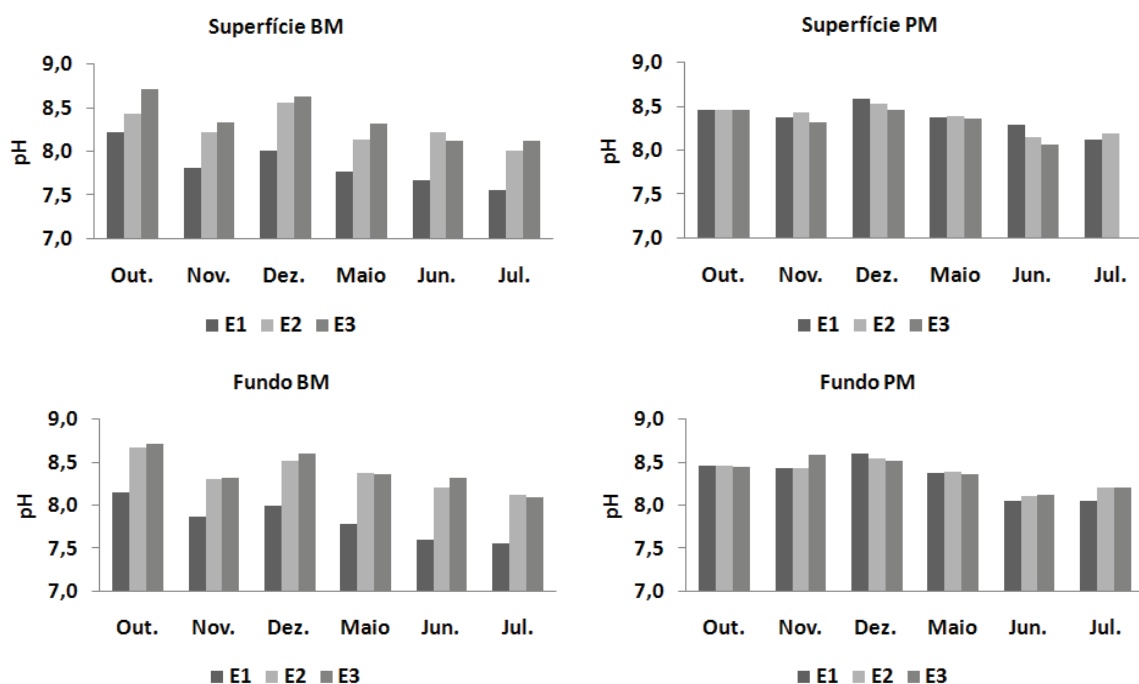 Superfície BM
9,0
8,5
8,0
7,5
7,0
pH
Out. Nov. Dez. Maio Jun. Jul.
E1 E2 E3
Superfície PM
9,0
8,5
8,0
7,5
7,0
pH
Out. Nov. Dez. Maio Jun. Jul.
E1 E2 E3
Fundo BM
9,0
8,5
8,0
7,5
7,0
pH
Out. Nov. Dez. Maio Jun. Jul.
E1 E2 E3
Fundo PM
9,0
8,5
8,0
7,5
7,0
pH
Out. Nov. Dez. Maio Jun. Jul.
E1 E2 E3